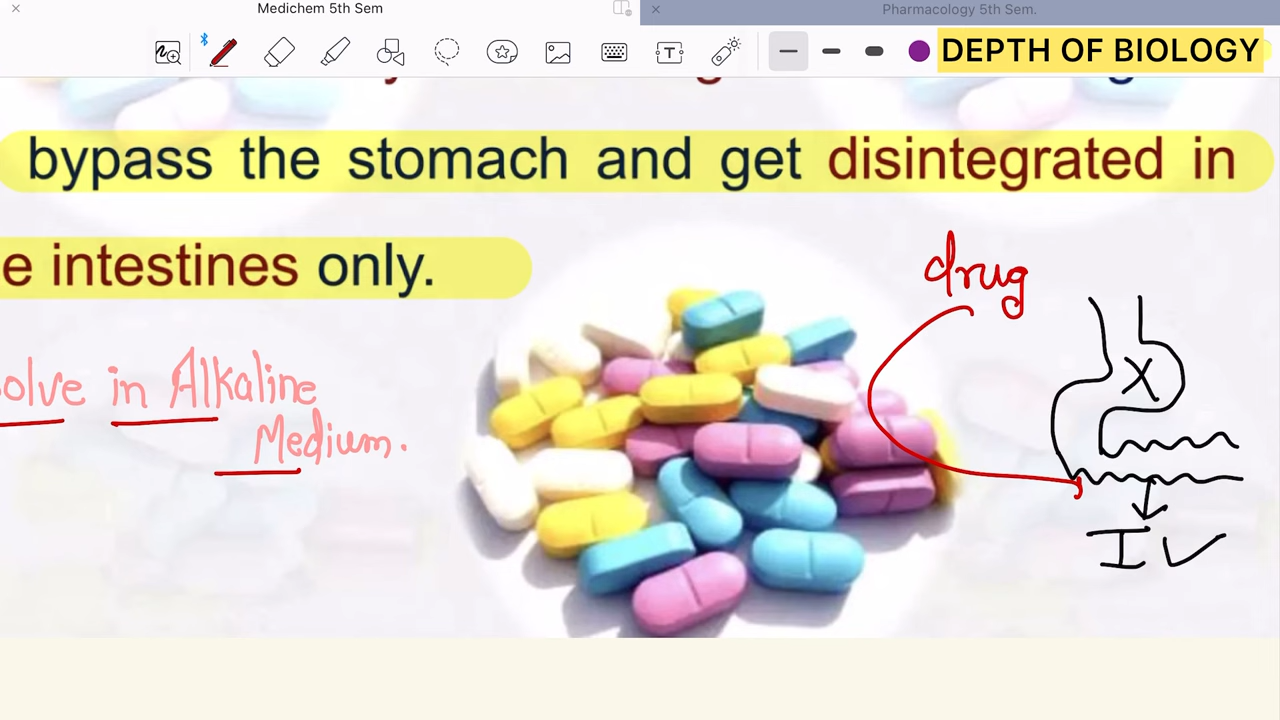 Medichem 5th Sem
Pharmacology 5th Sem.
T
DEPTH OF BIOLOGY
bypass the stomach and get disintegrated in
e intestines only.
drug
solve in Alkaline
Medium.
X
I ✓